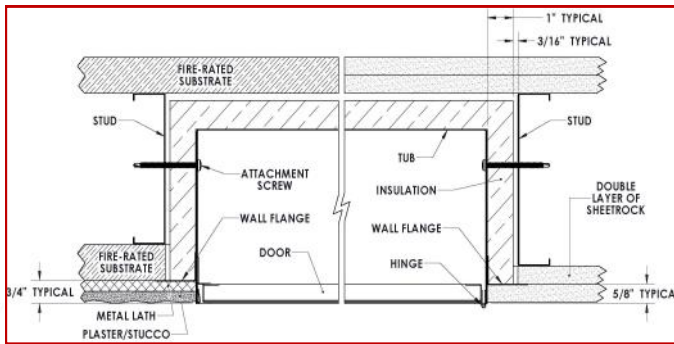 1" TYPICAL
3/16" TYPICAL
FIRE-RATED
SUBSTRATE
STUD
STUD
TUB
ATTACHMENT
SCREW
INSULATION
DOUBLE
LAYER OF
SHEETROCK
WALL FLANGE
WALL FLANGE
FIRE-RATED
SUBSTRATE
DOOR
HINGE
3/4" TYPICAL
5/8" TYPICA
METAL LATH
PLASTER/STUCCO